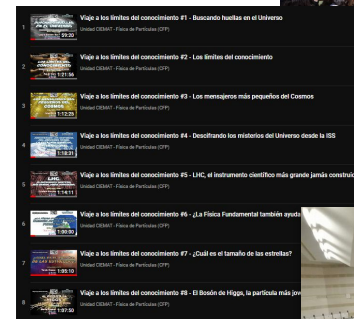 1
59:20
Viaje a los límites del conocimiento #1 - Buscando huellas en el Universo
Unidad CIEMAT - Física de Partículas (CFP)
2
1:21:56
Viaje a los límites del conocimiento #2 - Los límites del conocimiento
Unidad CIEMAT - Física de Partículas (CFP)
3
COSMOS
1:12:25
Viaje a los límites del conocimiento #3 - Los mensajeros más pequeños del Cosmos
Unidad CIEMAT - Física de Partículas (CFP)
4
1:18:31
Viaje a los límites del conocimiento #4 - Descifrando los misterios del Universo desde la ISS
Unidad CIEMAT - Física de Partículas (CFP)
5
LHC,
1:14:11
Viaje a los límites del conocimiento #5 - LHC, el instrumento científico más grande jamás construid
Unidad CIEMAT - Física de Partículas (CFP)
6
1:00:00
Viaje a los límites del conocimiento #6 - ¿La Física Fundamental también ayuda
Unidad CIEMAT - Física de Partículas (CFP)
7
1:05:10
Viaje a los límites del conocimiento #7 - ¿Cuál es el tamaño de las estrellas?
Unidad CIEMAT - Física de Partículas (CFP)
8
1:07:50
Viaje a los límites del conocimiento #8 - El Bosón de Higgs, la partícula más jov
Unidad CIEMAT - Física de Partículas (CFP)